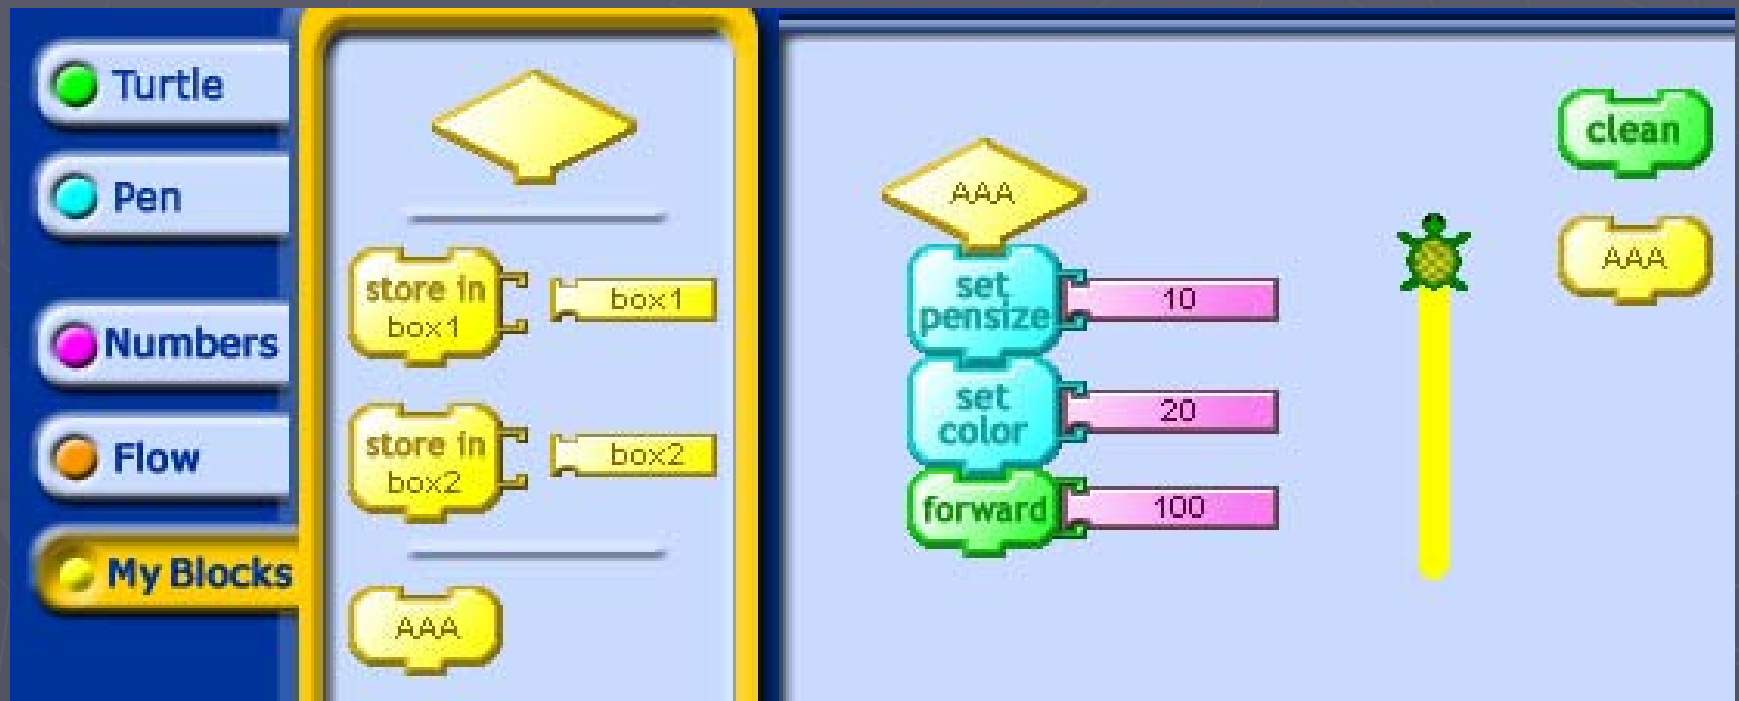 Turtle
Pen
Numbers
Flow
My Blocks
store in
box1
box1
store in
box2
box2
AAA
AAA
set
pensize
10
set
color
20
forward
100
clean
AAA